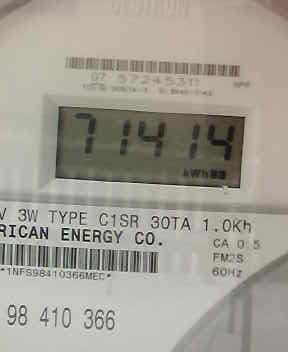 CENTRON
07 57245311
71414
kWh
V 3W TYPE C1SR 30TA 1.0Kh
RICAN ENERGY CO.
CA 0.5
FM2S
*1NFS98410366MEC*
60Hz
98 410 366